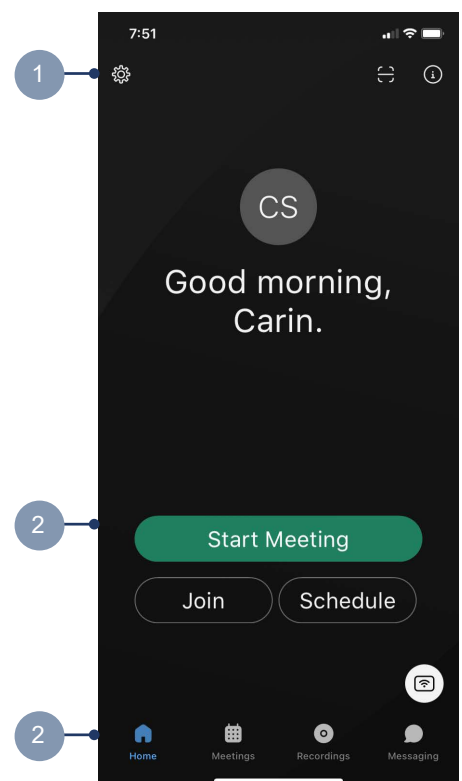 7:51
1
CS
Good morning,
Carin.
2
Start Meeting
Join Schedule
2
Home Meetings Recordings Messaging